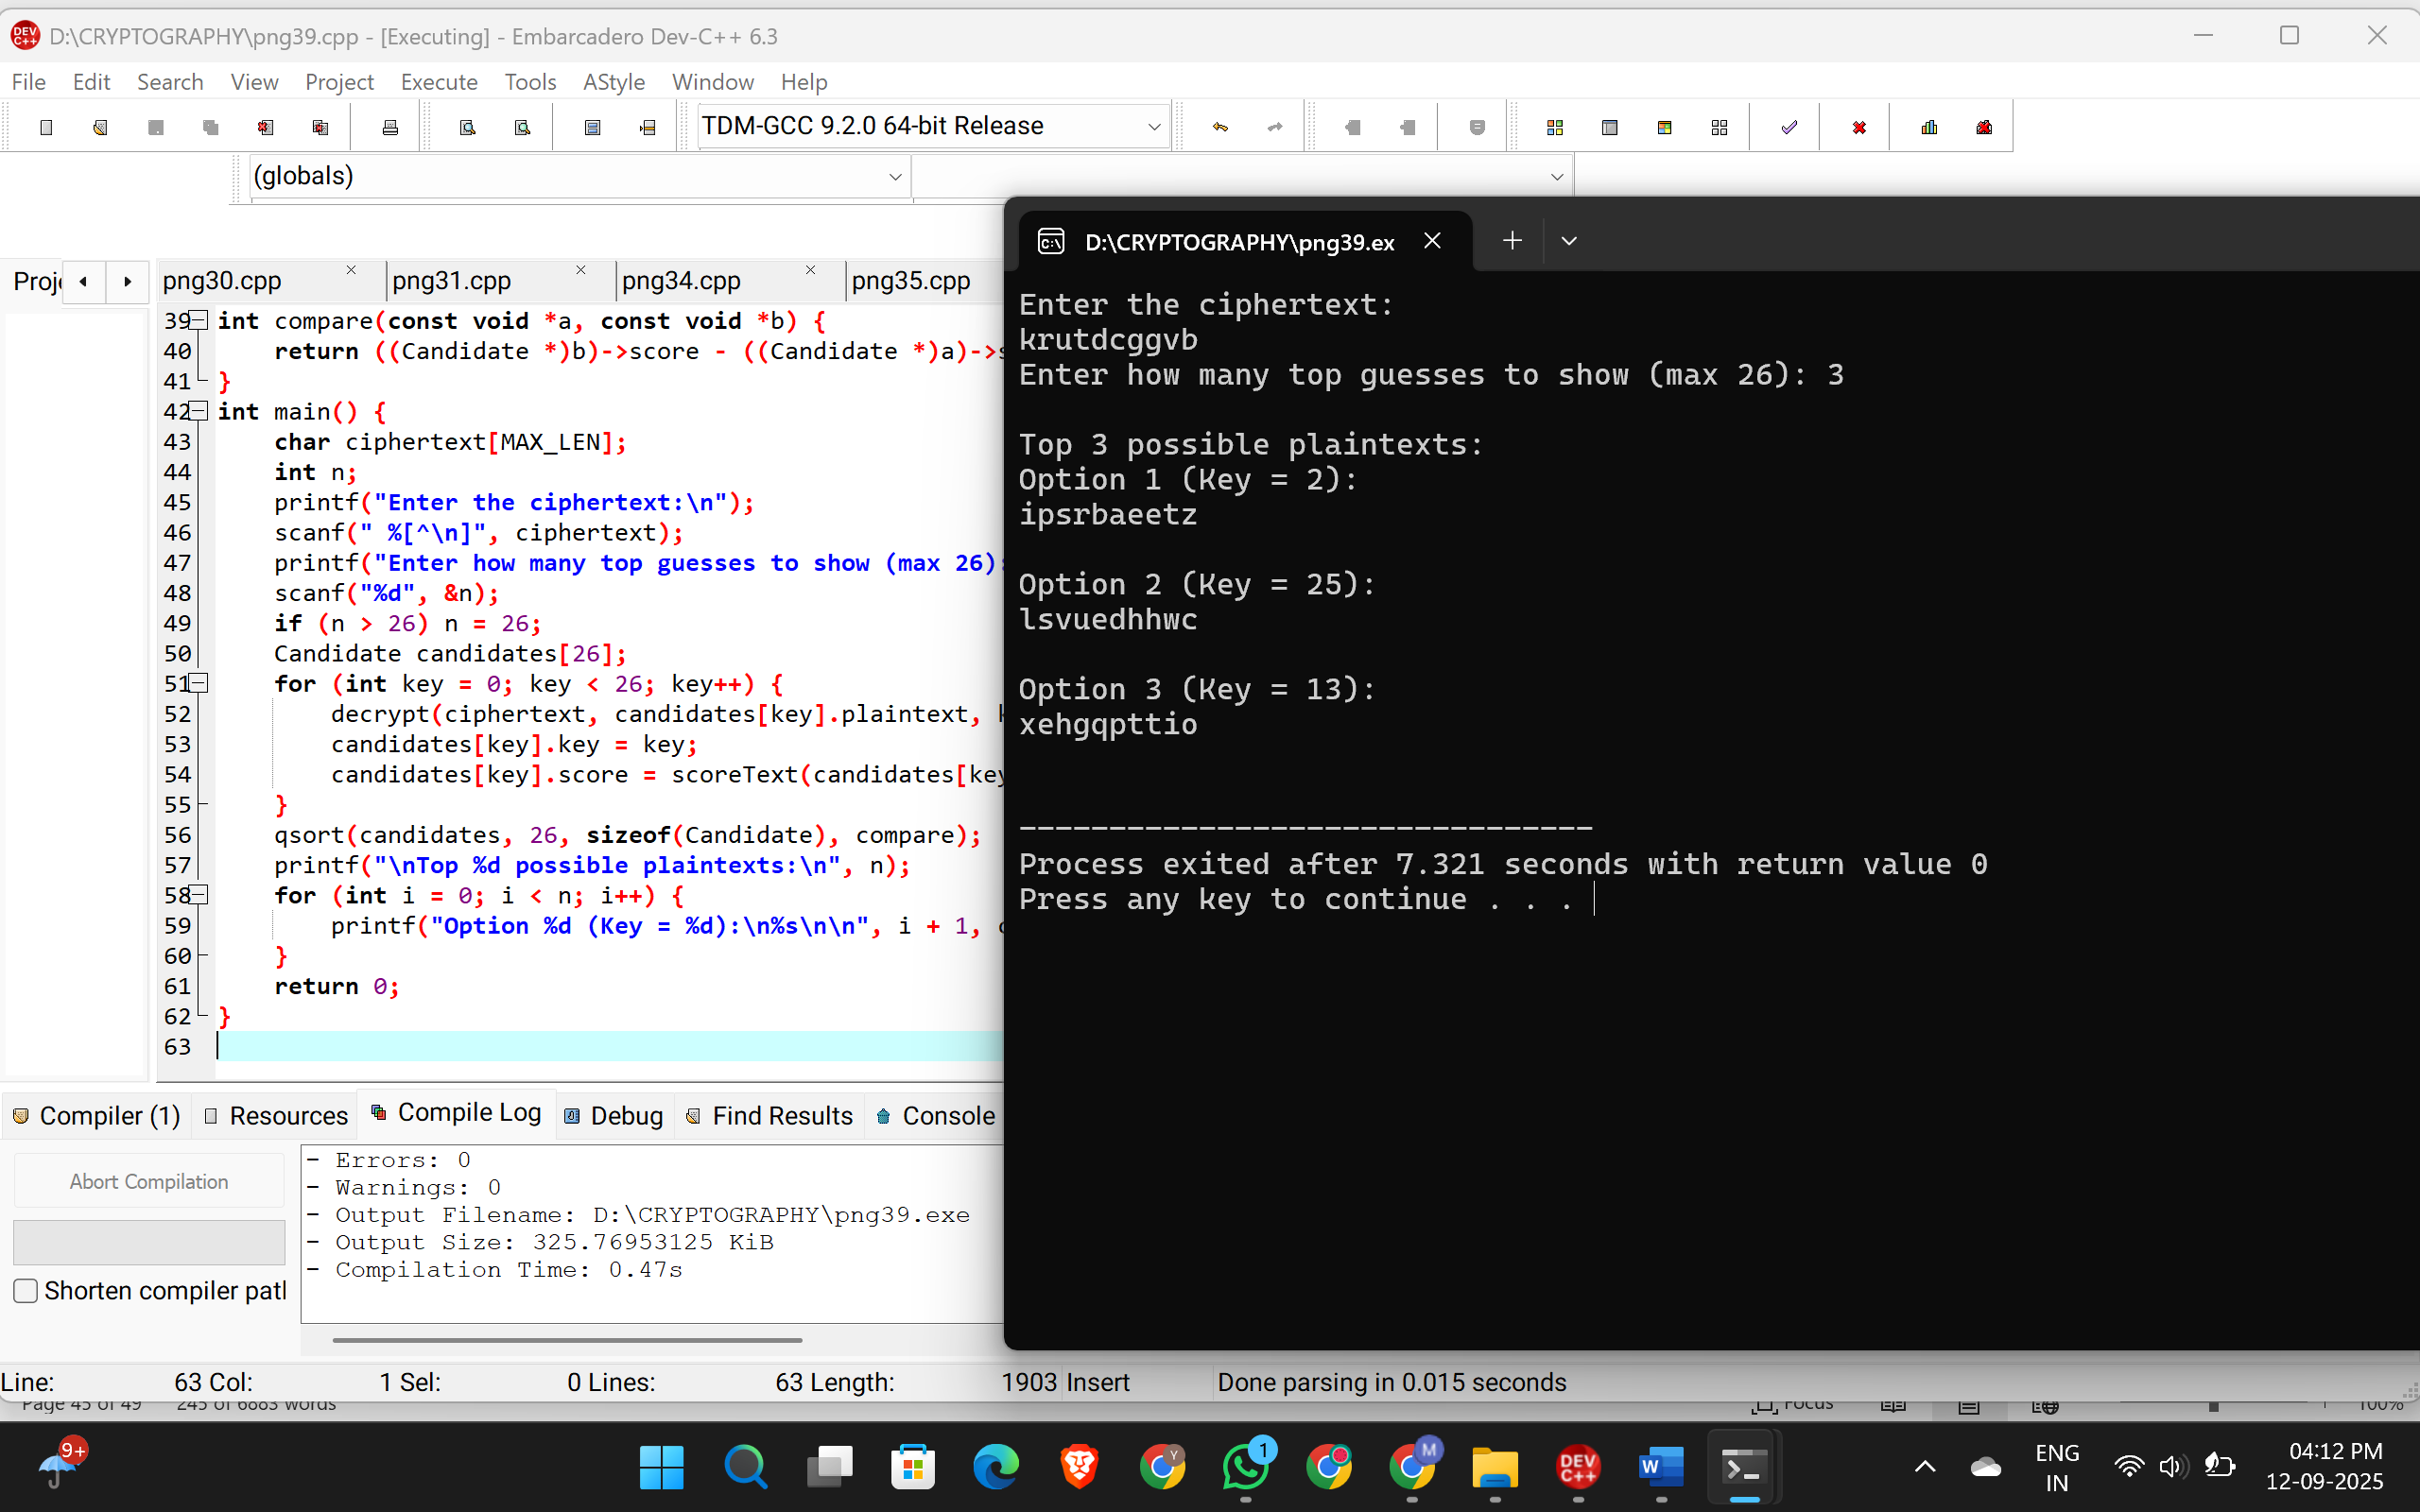 D:\CRYPTOGRAPHY\png39.cpp - [Executing] - Embarcadero Dev-C++ 6.3
File Edit Search View Project Execute Tools AStyle Window Help
TDM-GCC 9.2.0 64-bit Release
(globals)
D:\CRYPTOGRAPHY\png39.ex
Proj
png30.cpp png31.cpp png34.cpp png35.cpp
39 int compare(const void *a, const void *b) {
40 return ((Candidate *)b)->score - ((Candidate *)a)->s
41 }
42 int main() {
43 char ciphertext[MAX_LEN];
44 int n;
45 printf("Enter the ciphertext:\n");
46 scanf(" %[^\n]", ciphertext);
47 printf("Enter how many top guesses to show (max 26):
48 scanf("%d", &n);
49 if (n > 26) n = 26;
50 Candidate candidates[26];
51 for (int key = 0; key < 26; key++) {
52 decrypt(ciphertext, candidates[key].plaintext, k
53 candidates[key].key = key;
54 candidates[key].score = scoreText(candidates[key
55 }
56 qsort(candidates, 26, sizeof(Candidate), compare);
57 printf("\nTop %d possible plaintexts:\n", n);
58 for (int i = 0; i < n; i++) {
59 printf("Option %d (Key = %d):\n%s\n\n", i + 1, c
60 }
61 return 0;
62 }
63
Enter the ciphertext:
krutdcggvb
Enter how many top guesses to show (max 26): 3
Top 3 possible plaintexts:
Option 1 (Key = 2):
ipsrbaeetz
Option 2 (Key = 25):
lsvuedhhwc
Option 3 (Key = 13):
xehgqpttio
--------------------------------
Process exited after 7.321 seconds with return value 0
Press any key to continue . . .
Compiler (1) Resources Compile Log Debug Find Results Console
Abort Compilation
Shorten compiler patl
- Errors: 0
- Warnings: 0
- Output Filename: D:\CRYPTOGRAPHY\png39.exe
- Output Size: 325.76953125 KiB
- Compilation Time: 0.47s
Line: 63 Col: 1 Sel: 0 Lines: 63 Length: 1903 Insert Done parsing in 0.015 seconds
Page 45 of 49 245 of 6883 words Focus 100%
9+
Y
1
M
DEV C++
W
ENG
IN
04:12 PM
12-09-2025